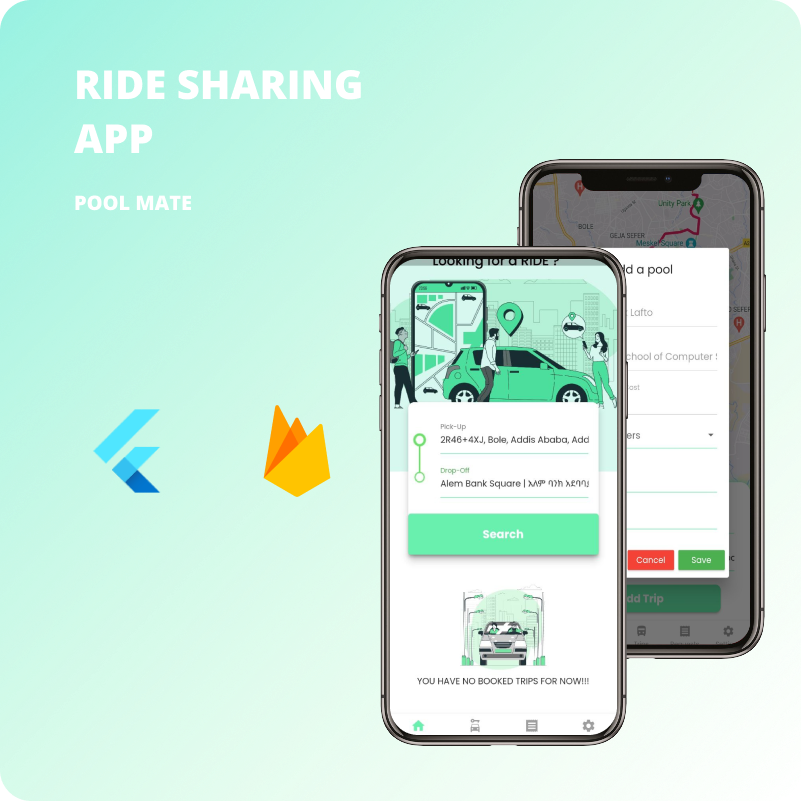 RIDE SHARING
APP
POOL MATE
Looking for a RIDE ?
Pick-Up
2R46+4XJ, Bole, Addis Ababa, Add
Drop-Off
Alem Bank Square | አለም ባንክ አደባባይ
Search
YOU HAVE NO BOOKED TRIPS FOR NOW!!!
Unity Park
BOLE
GEJA SEFER
Meskel Square
SEFER
d a pool
Lafto
chool of Computer S
ost
ers
Cancel
Save
dd Trip